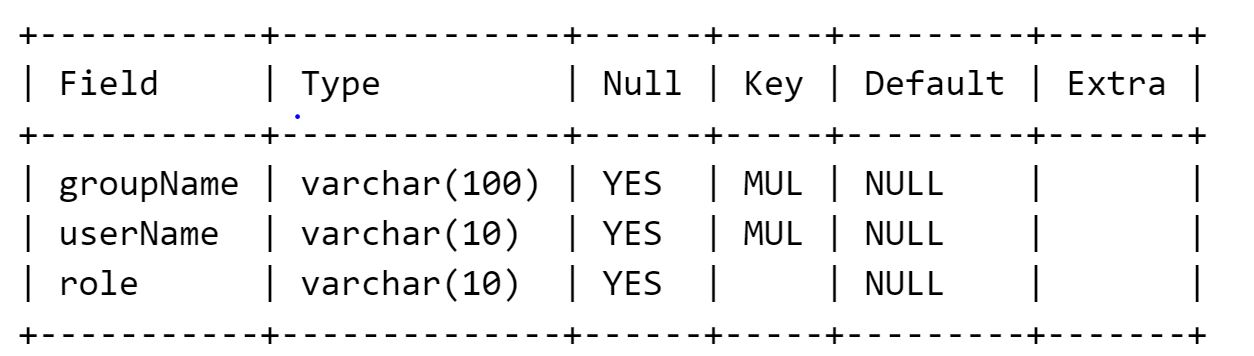 +-----------+--------------+------+-----+---------+-------+
| Field     | Type         | Null | Key | Default | Extra |
+-----------+--------------+------+-----+---------+-------+
| groupName | varchar(100) | YES  | MUL | NULL    |       |
| userName  | varchar(10)  | YES  | MUL | NULL    |       |
| role      | varchar(10)  | YES  |     | NULL    |       |
+-----------+--------------+------+-----+---------+-------+